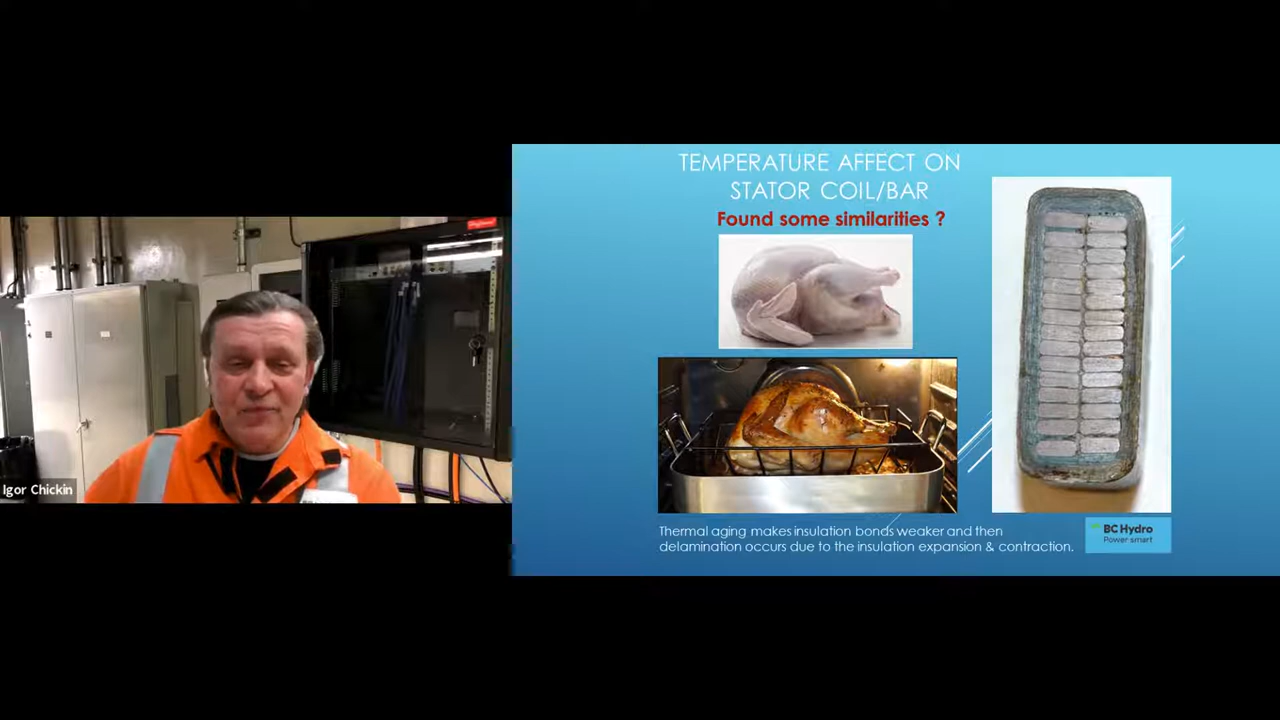 Igor Chickin
TEMPERATURE AFFECT ON
STATOR COIL/BAR
Found some similarities ?
Thermal aging makes insulation bonds weaker and then
delamination occurs due to the insulation expansion & contraction.
BC Hydro
Power smart